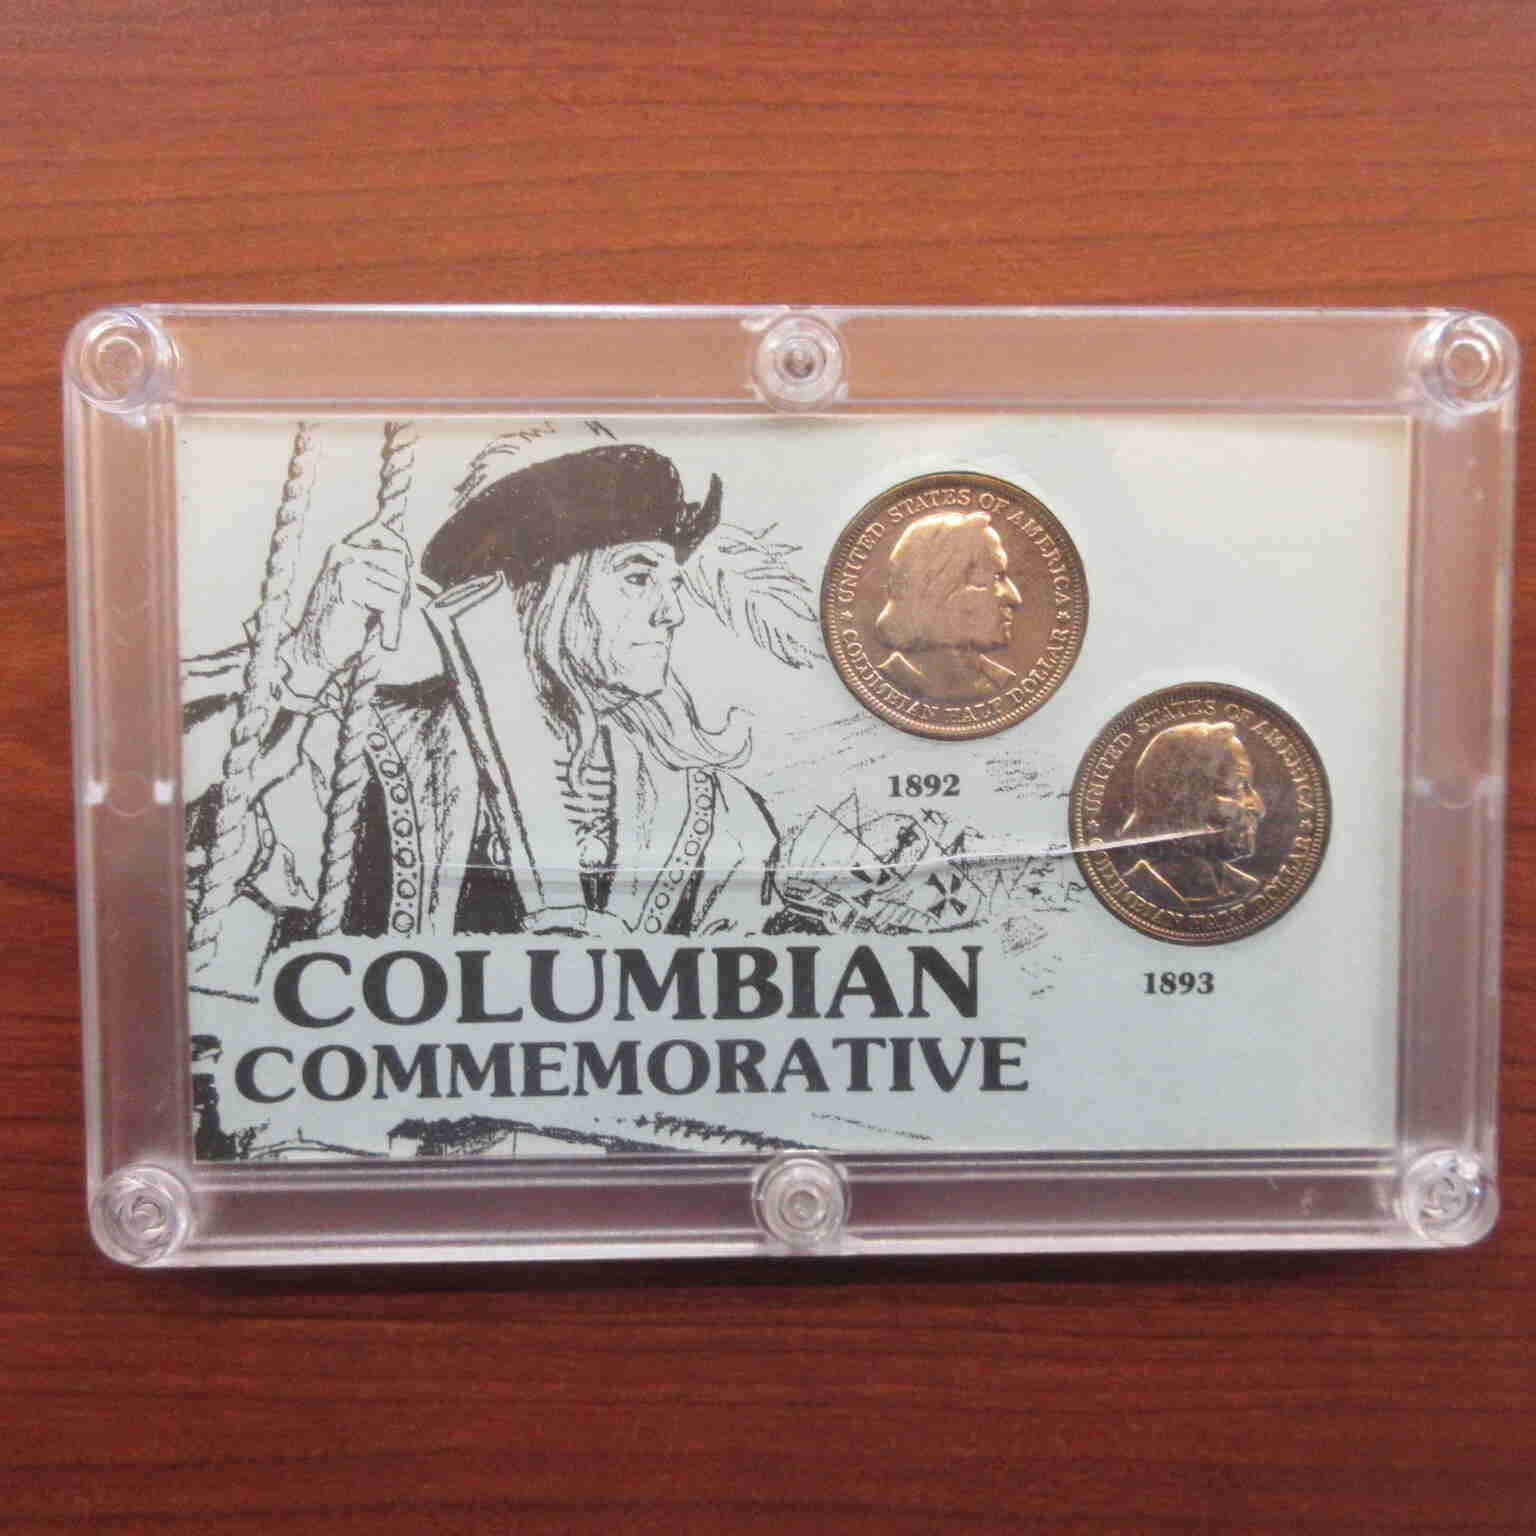 UNITED STATES OF AMERICA
COLUMBIAN HALF DOLLAR
1892
UNITED STATES OF AMERICA
COLUMBIAN HALF DOLLAR
1893
COLUMBIAN
COMMEMORATIVE